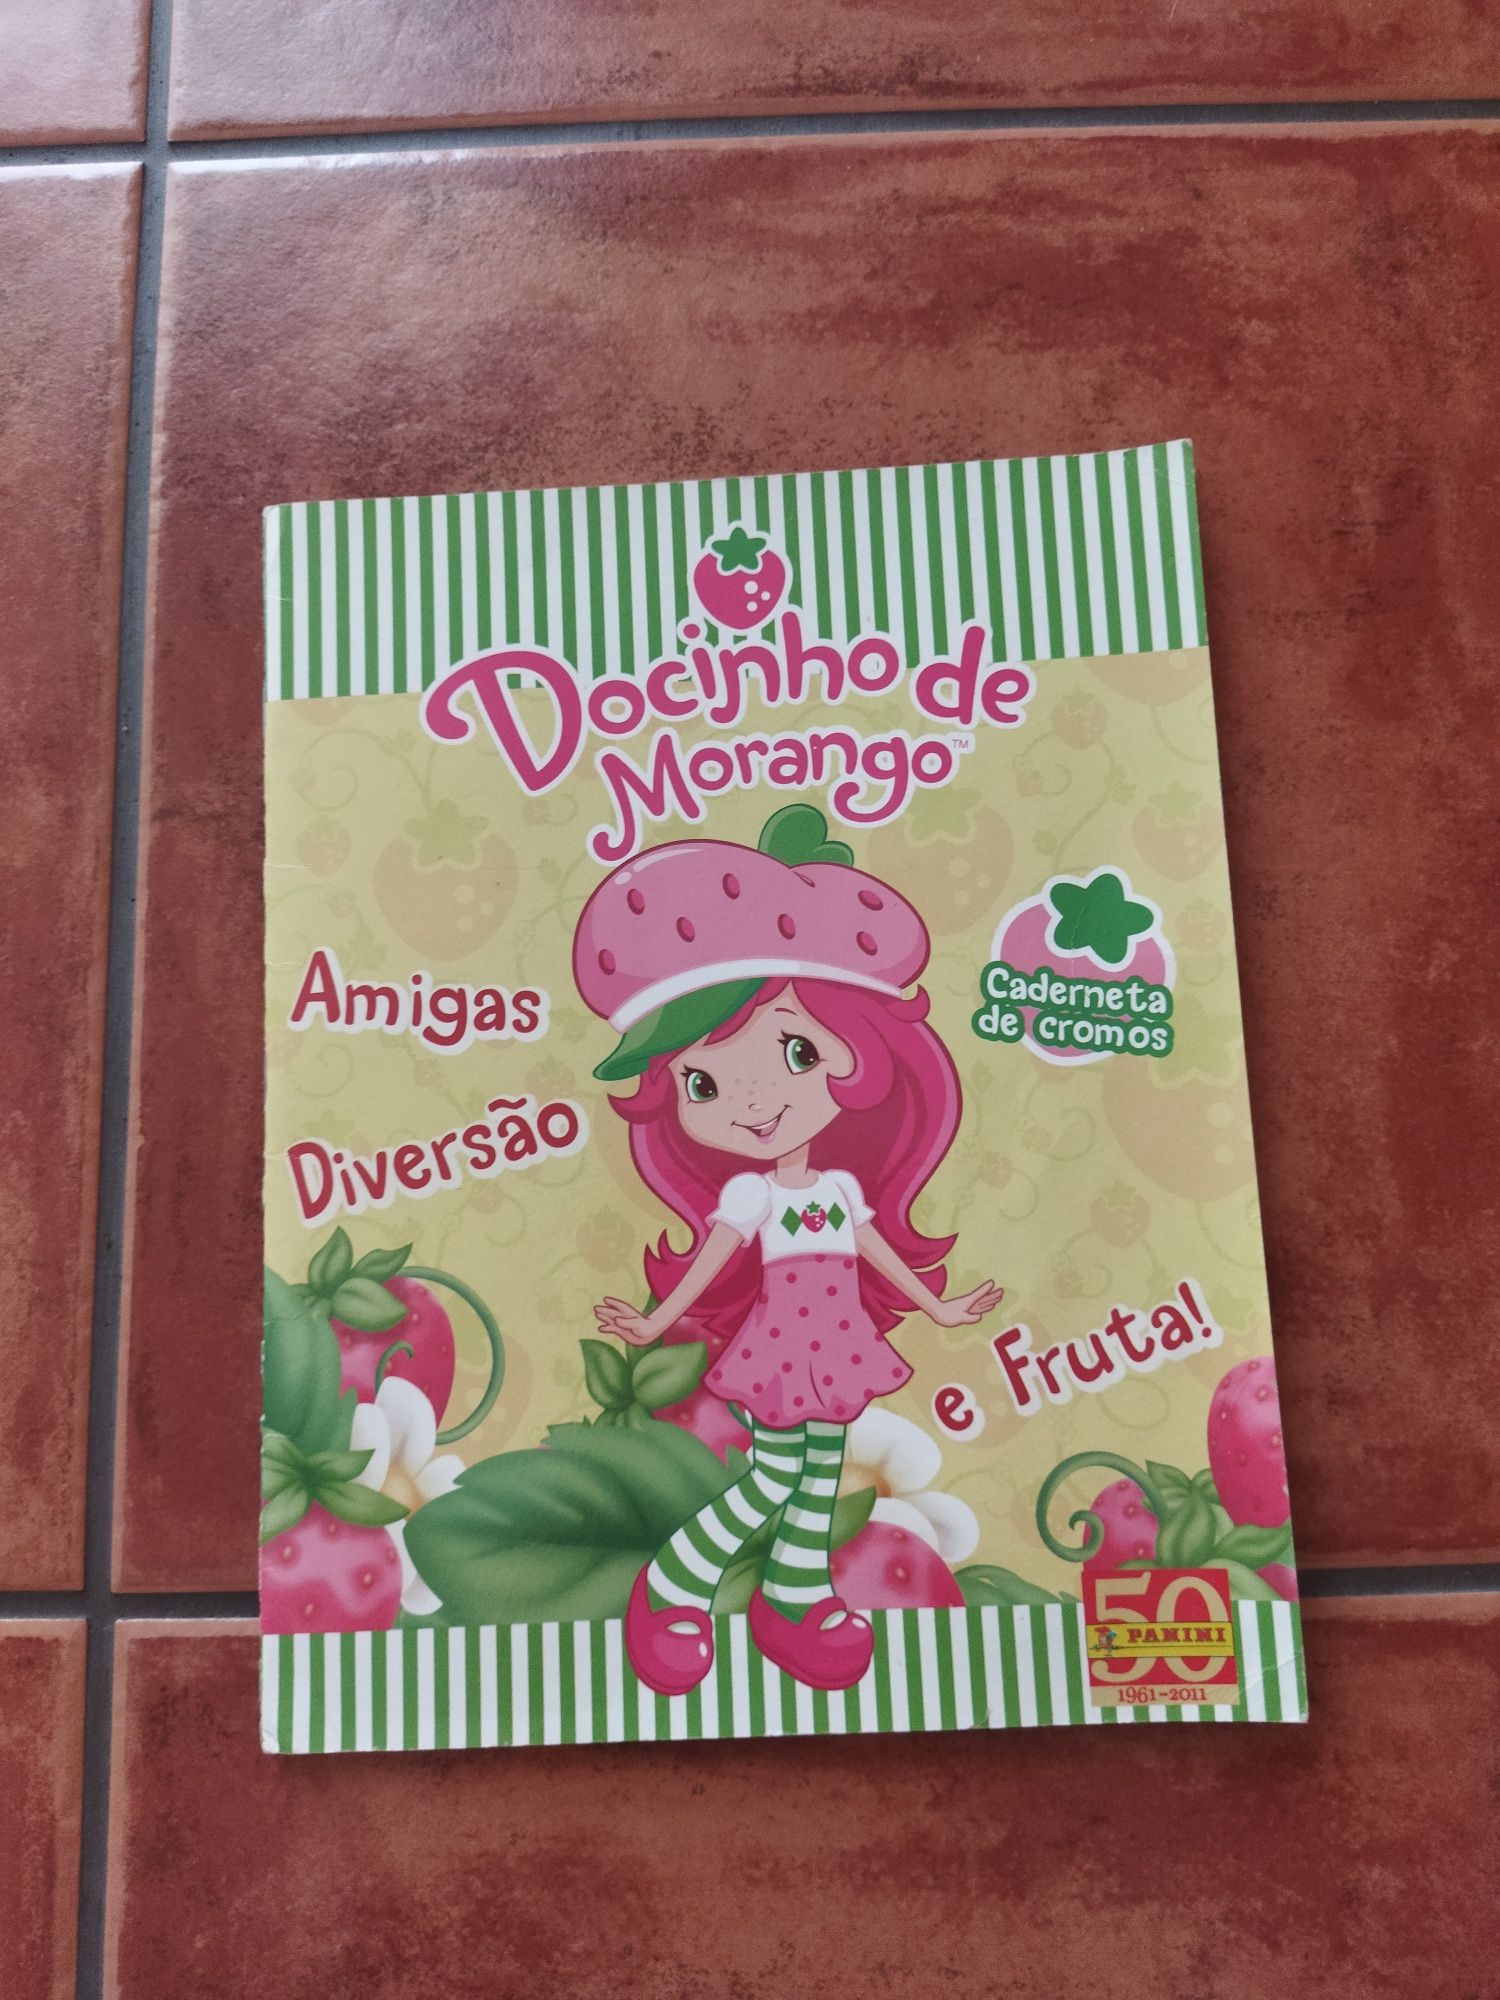 Docinho de
Morango™
Amigas
Caderneta
de cromos
Diversão
e Fruta!
50
PANINI
1961-2011